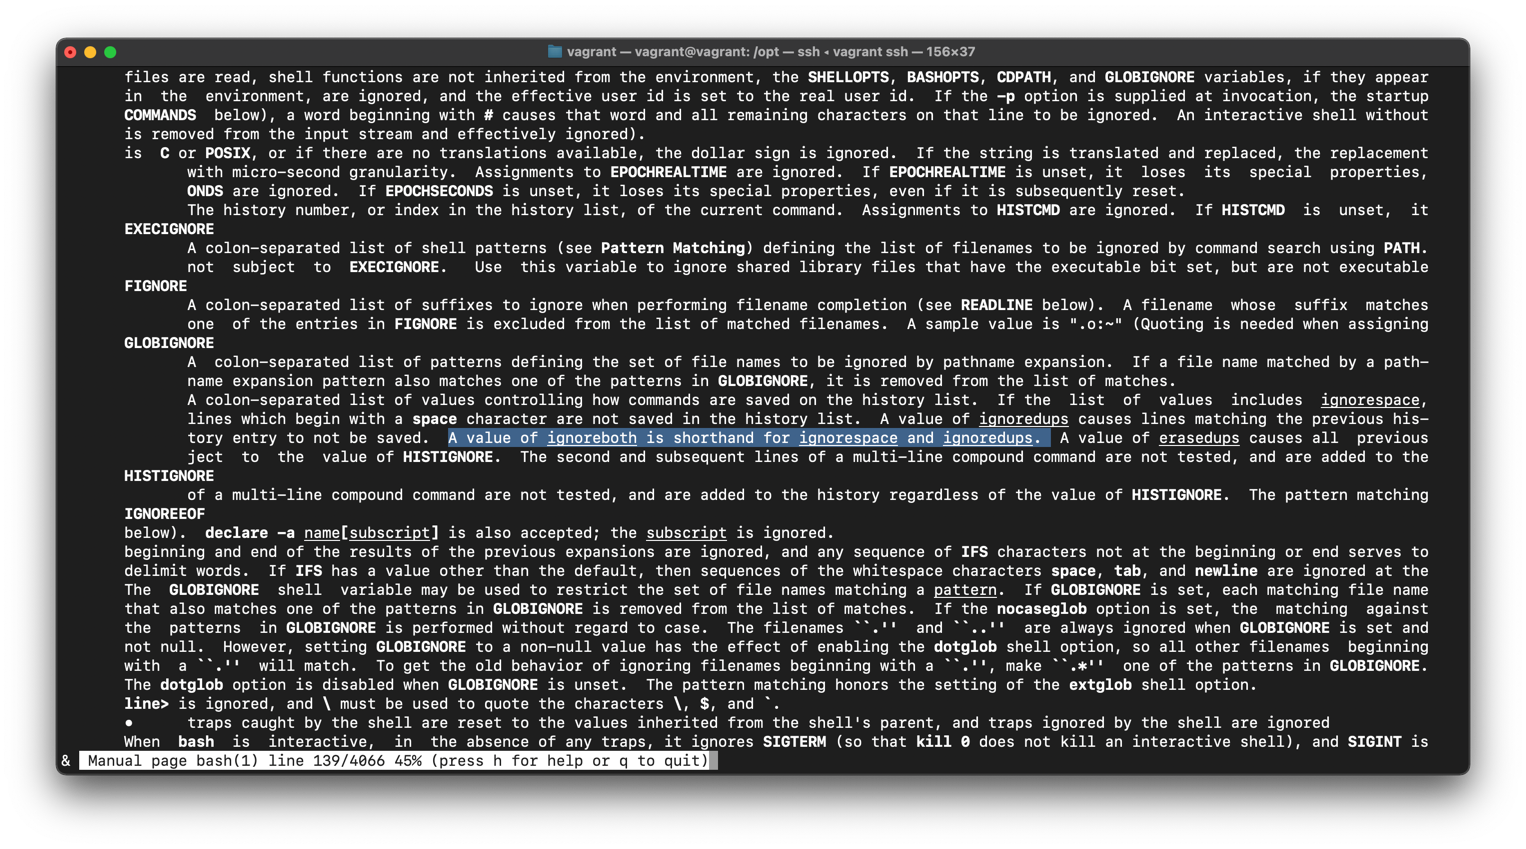 vagrant — vagrant@vagrant: /opt — ssh ◂ vagrant ssh — 156×37
files are read, shell functions are not inherited from the environment, the SHELLOPTS, BASHOPTS, CDPATH, and GLOBIGNORE variables, if they appear
in  the  environment, are ignored, and the effective user id is set to the real user id.  If the -p option is supplied at invocation, the startup
COMMANDS  below), a word beginning with # causes that word and all remaining characters on that line to be ignored.  An interactive shell without
is removed from the input stream and effectively ignored).
is  C or POSIX, or if there are no translations available, the dollar sign is ignored.  If the string is translated and replaced, the replacement
with micro-second granularity.  Assignments to EPOCHREALTIME are ignored.  If EPOCHREALTIME is unset, it  loses  its  special  properties,
ONDS are ignored.  If EPOCHSECONDS is unset, it loses its special properties, even if it is subsequently reset.
The history number, or index in the history list, of the current command.  Assignments to HISTCMD are ignored.  If HISTCMD  is  unset,  it
EXECIGNORE
A colon-separated list of shell patterns (see Pattern Matching) defining the list of filenames to be ignored by command search using PATH.
not  subject  to  EXECIGNORE.   Use  this variable to ignore shared library files that have the executable bit set, but are not executable
FIGNORE
A colon-separated list of suffixes to ignore when performing filename completion (see READLINE below).  A filename  whose  suffix  matches
one  of the entries in FIGNORE is excluded from the list of matched filenames.  A sample value is ".o:~" (Quoting is needed when assigning
GLOBIGNORE
A  colon-separated list of patterns defining the set of file names to be ignored by pathname expansion.  If a file name matched by a path-
name expansion pattern also matches one of the patterns in GLOBIGNORE, it is removed from the list of matches.
A colon-separated list of values controlling how commands are saved on the history list.  If the  list  of  values  includes  ignorespace,
lines which begin with a space character are not saved in the history list.  A value of ignoredups causes lines matching the previous his-
tory entry to not be saved.  A value of ignoreboth is shorthand for ignorespace and ignoredups.  A value of erasedups causes all  previous
ject  to  the  value of HISTIGNORE.  The second and subsequent lines of a multi-line compound command are not tested, and are added to the
HISTIGNORE
of a multi-line compound command are not tested, and are added to the history regardless of the value of HISTIGNORE.  The pattern matching
IGNOREEOF
below).  declare -a name[subscript] is also accepted; the subscript is ignored.
beginning and end of the results of the previous expansions are ignored, and any sequence of IFS characters not at the beginning or end serves to
delimit words.  If IFS has a value other than the default, then sequences of the whitespace characters space, tab, and newline are ignored at the
The  GLOBIGNORE  shell  variable may be used to restrict the set of file names matching a pattern.  If GLOBIGNORE is set, each matching file name
that also matches one of the patterns in GLOBIGNORE is removed from the list of matches.  If the nocaseglob option is set, the  matching  against
the  patterns  in GLOBIGNORE is performed without regard to case.  The filenames ``.''  and ``..''  are always ignored when GLOBIGNORE is set and
not null.  However, setting GLOBIGNORE to a non-null value has the effect of enabling the dotglob shell option, so all other filenames  beginning
with  a ``.''  will match.  To get the old behavior of ignoring filenames beginning with a ``.'', make ``.*''  one of the patterns in GLOBIGNORE.
The dotglob option is disabled when GLOBIGNORE is unset.  The pattern matching honors the setting of the extglob shell option.
line> is ignored, and \ must be used to quote the characters \, $, and `.
•      traps caught by the shell are reset to the values inherited from the shell's parent, and traps ignored by the shell are ignored
When  bash  is  interactive,  in  the absence of any traps, it ignores SIGTERM (so that kill 0 does not kill an interactive shell), and SIGINT is
&  Manual page bash(1) line 139/4066 45% (press h for help or q to quit)